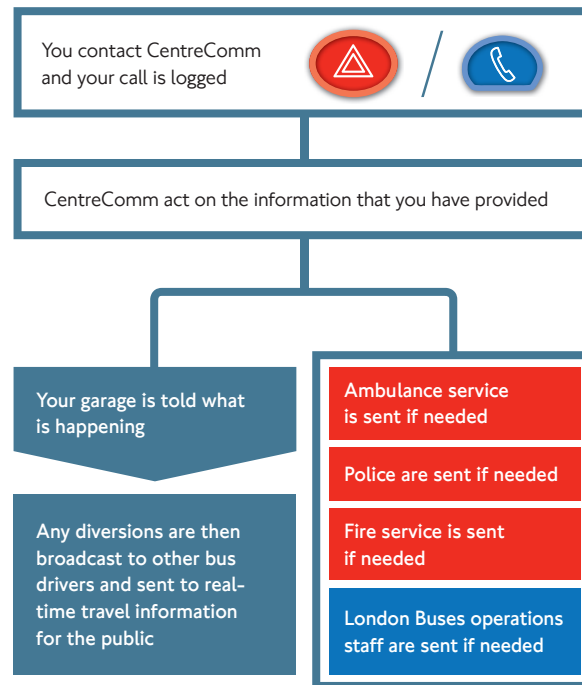 You contact CentreComm
and your call is logged
CentreComm act on the information that you have provided
Your garage is told what
is happening
Any diversions are then
broadcast to other bus
drivers and sent to real-
time travel information
for the public
Ambulance service
is sent if needed
Police are sent if needed
Fire service is sent
if needed
London Buses operations
staff are sent if needed